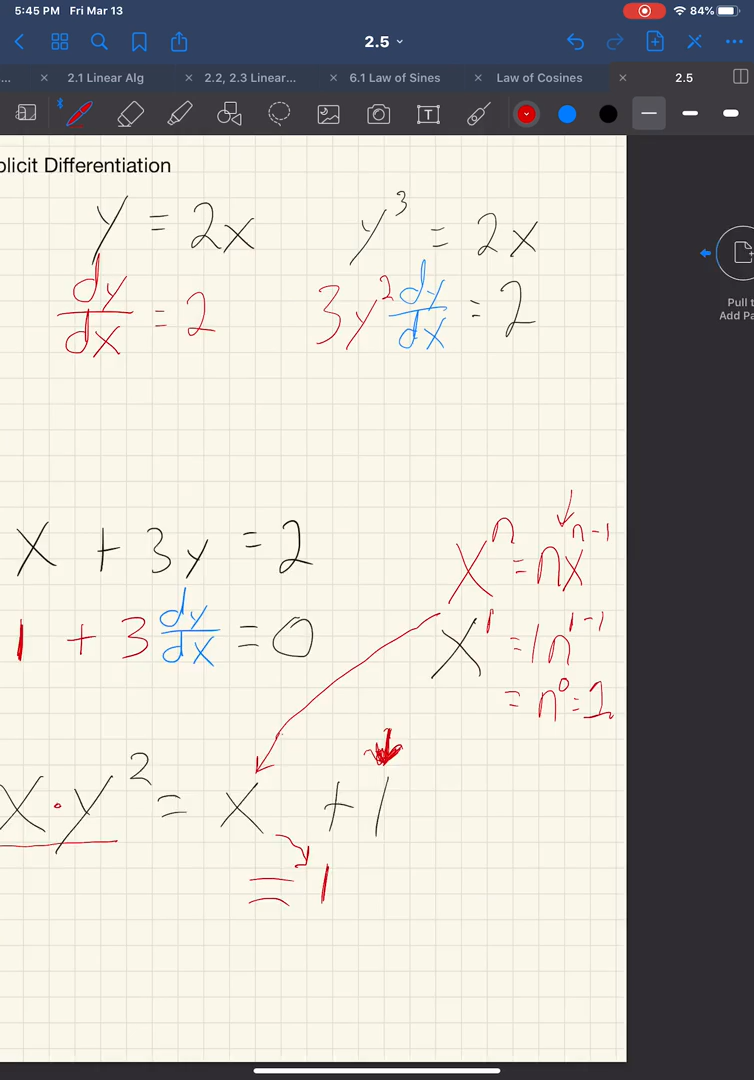 5:45 PM Fri Mar 13 84%
2.5
... 2.1 Linear Alg 2.2, 2.3 Linear... 6.1 Law of Sines Law of Cosines 2.5
T
plicit Differentiation
y = 2x y³ = 2x
dy/dx = 2 3y² dy/dx = 2
Pull t
Add Pa
x + 3y = 2 xⁿ = nxⁿ⁻¹
1 + 3 dy/dx = 0 x¹ = 1n¹⁻¹
= n⁰ = 1
x · y² = x + 1
= 1